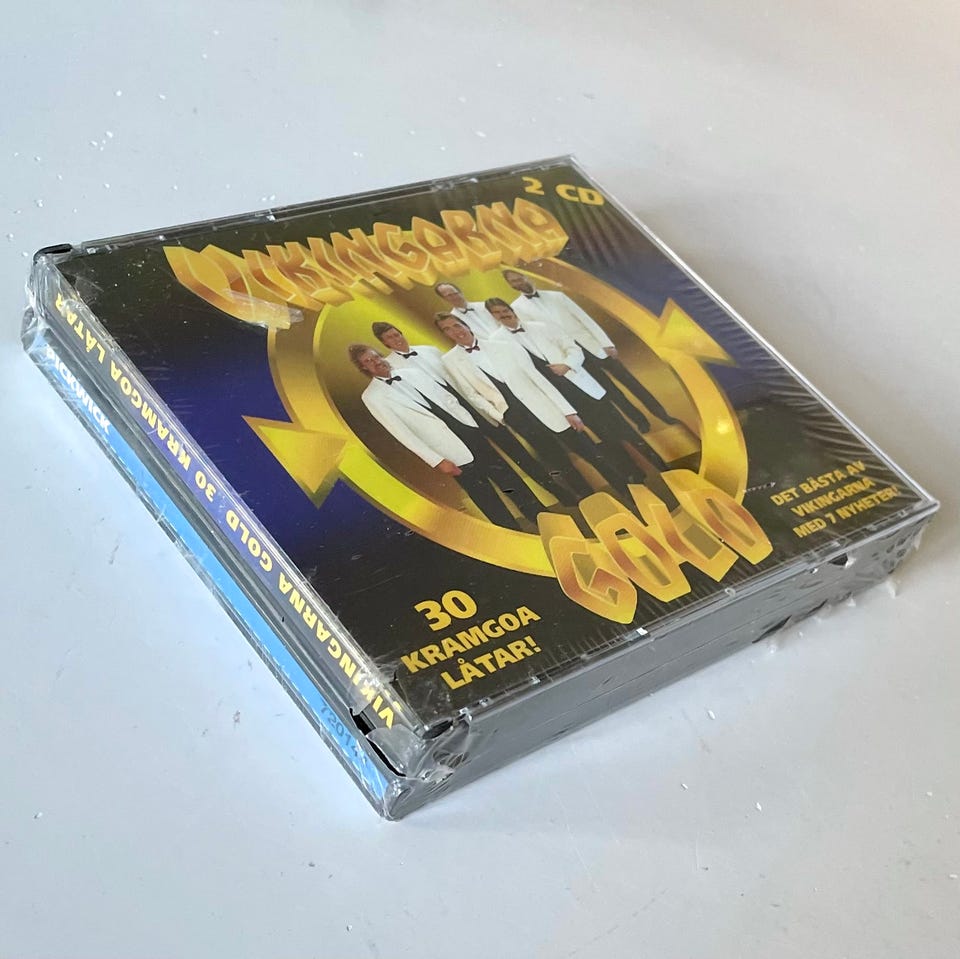 2 CD
VIKINGARNA
GOLD
30
KRAMGOA
LÅTAR!
DET BÄSTA AV
VIKINGARNA
MED 7 NYHETER!
VIKINGARNA GOLD 30 KRAMGOA LÅTAR